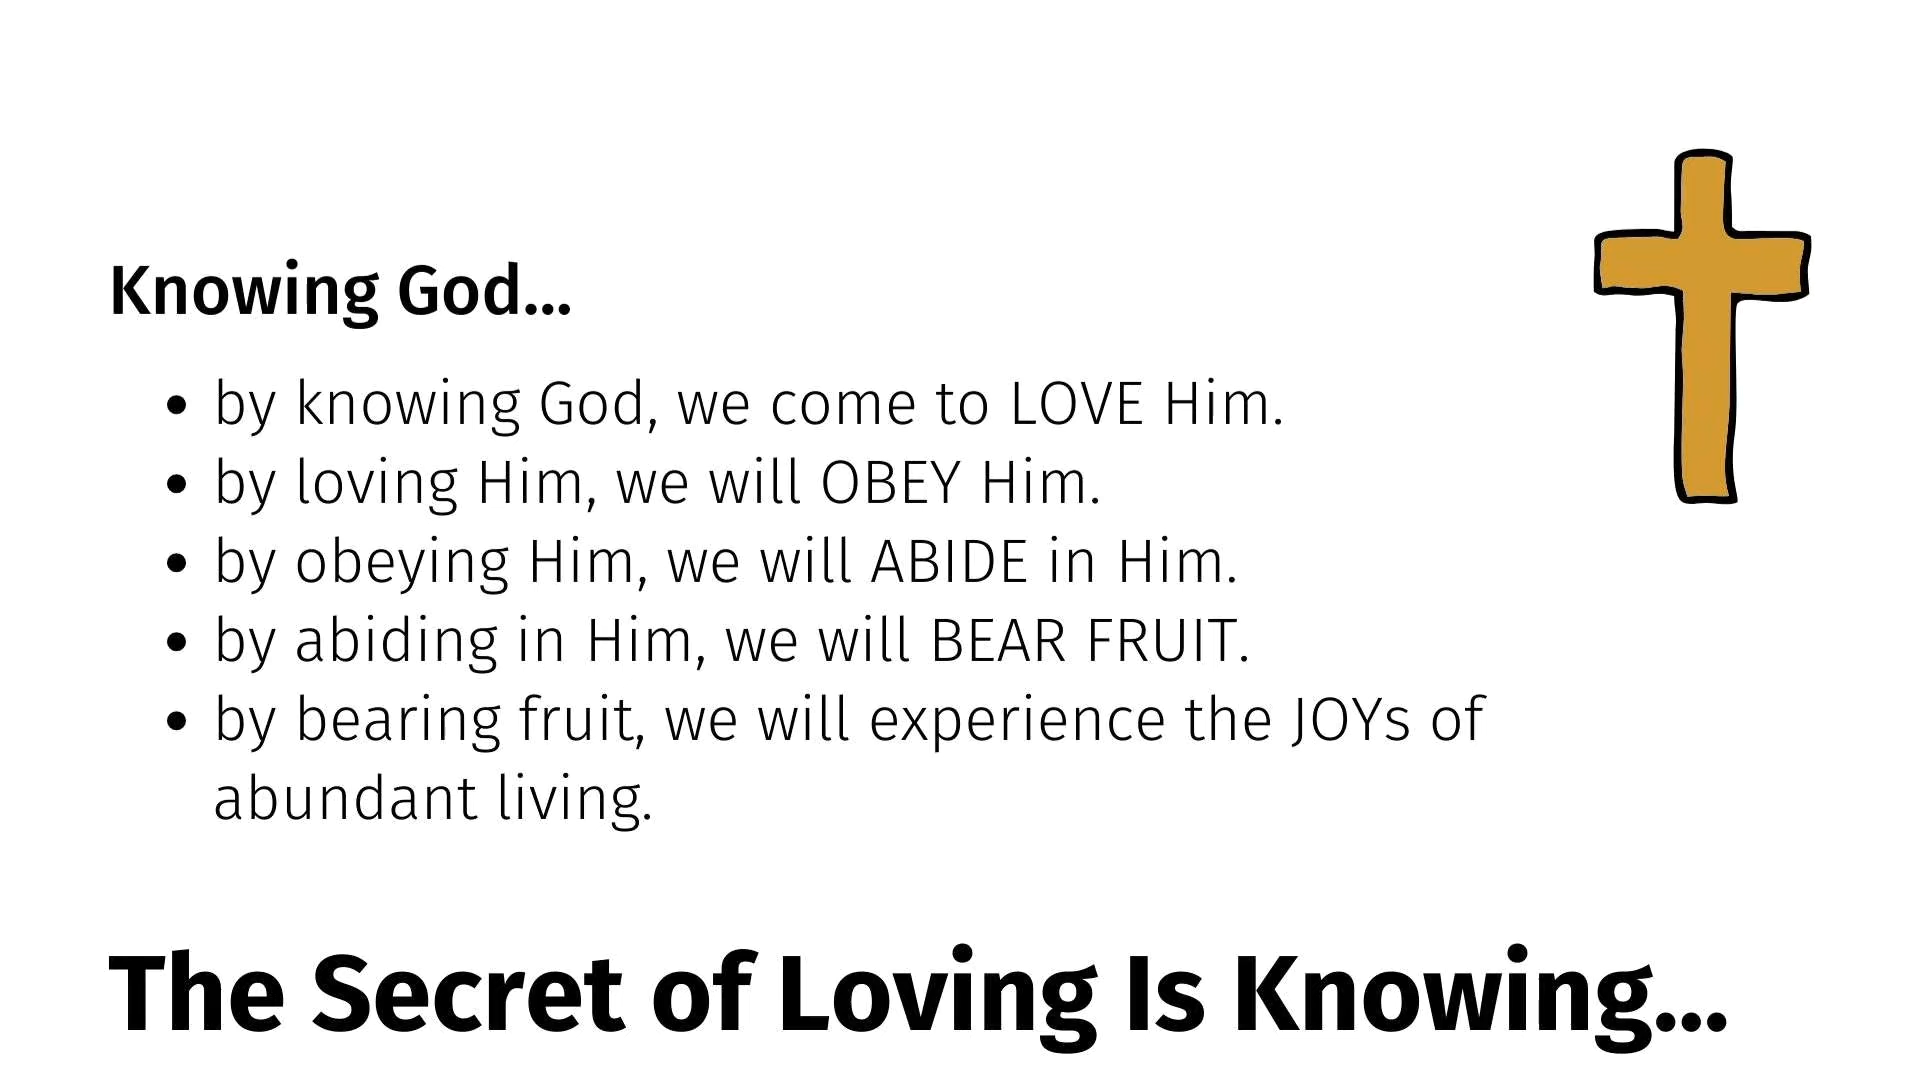 Knowing God...
• by knowing God, we come to LOVE Him.
• by loving Him, we will OBEY Him.
• by obeying Him, we will ABIDE in Him.
• by abiding in Him, we will BEAR FRUIT.
• by bearing fruit, we will experience the JOYs of
abundant living.
The Secret of Loving Is Knowing...